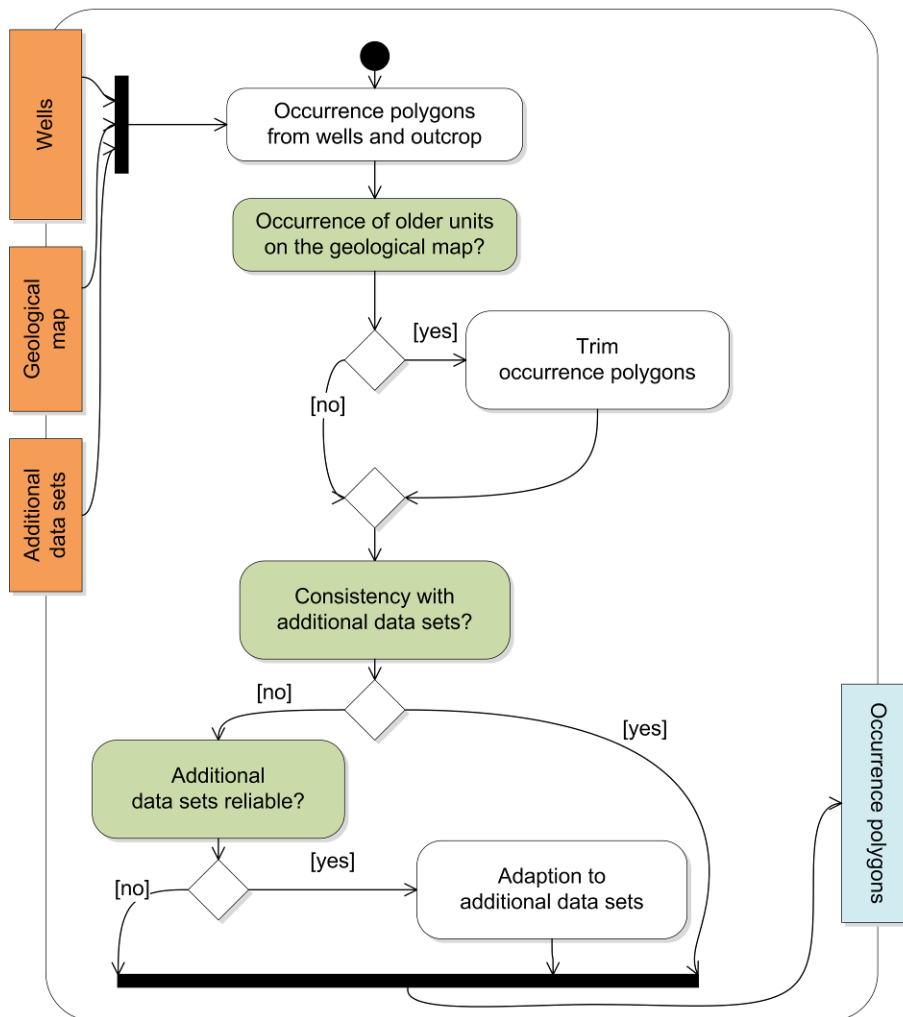 Wells
Geological
map
Additional
data sets
Occurrence polygons
from wells and outcrop
Occurrence of older units
on the geological map?
[yes]
Trim
occurrence polygons
[no]
Consistency with
additional data sets?
[no]
[yes]
Additional
data sets reliable?
[yes]
[no]
Adaption to
additional data sets
Occurrence polygons